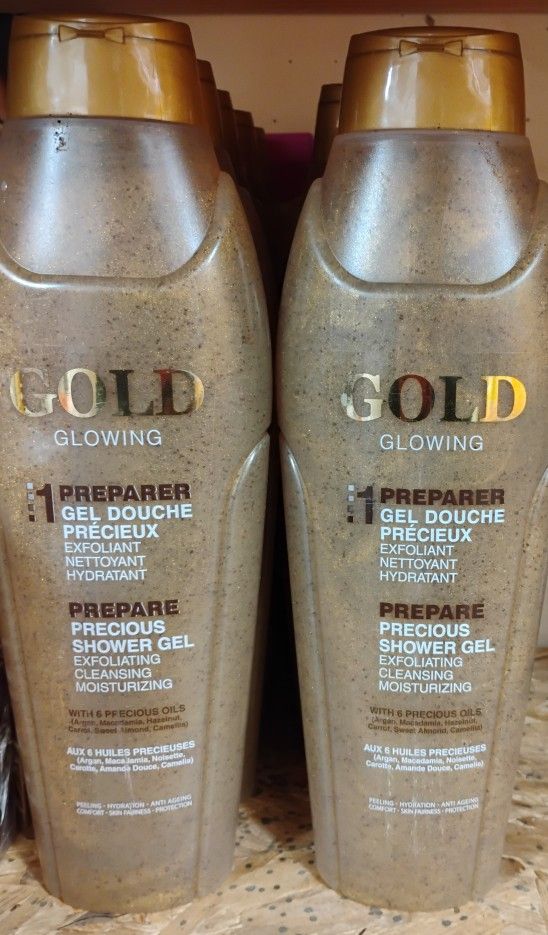 GOLD
GLOWING
1 PREPARER
GEL DOUCHE
PRÉCIEUX
EXFOLIANT
NETTOYANT
HYDRATANT
PREPARE
PRECIOUS
SHOWER GEL
EXFOLIATING
CLEANSING
MOISTURIZING
WITH 6 PRECIOUS OILS
(Argan, Macadamia, Hazelnut,
Carrot, Sweet Almond, Camelia)
AUX 6 HUILES PRECIEUSES
(Argan, Macadamia, Noisette,
Carotte, Amande Douce, Camelia)
PEELING - HYDRATION - ANTI AGEING
COMFORT - SKIN FAIRNESS - PROTECTION
GOLD
GLOWING
1 PREPARER
GEL DOUCHE
PRÉCIEUX
EXFOLIANT
NETTOYANT
HYDRATANT
PREPARE
PRECIOUS
SHOWER GEL
EXFOLIATING
CLEANSING
MOISTURIZING
WITH 6 PRECIOUS OILS
(Argan, Macadamia, Hazelnut,
Carrot, Sweet Almond, Camelia)
AUX 6 HUILES PRECIEUSES
(Argan, Macadamia, Noisette,
Carotte, Amande Douce, Camelia)
PEELING - HYDRATION - ANTI AGEING
COMFORT - SKIN FAIRNESS - PROTECTION